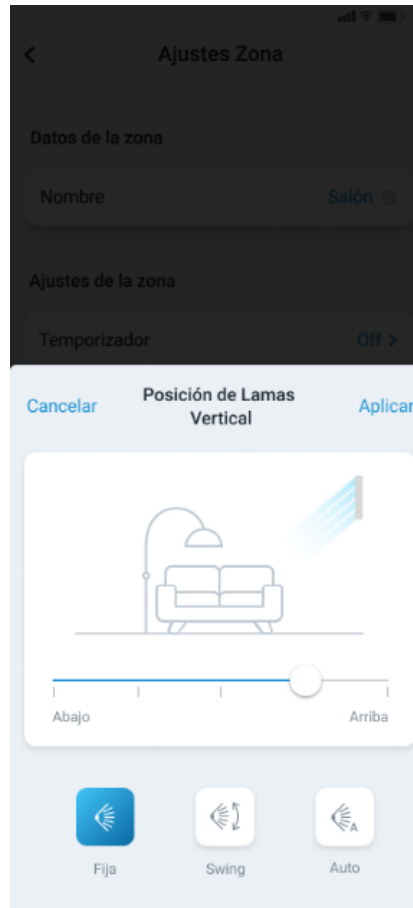 Ajustes Zona
Datos de la zona
Nombre Salón
Ajustes de la zona
Temporizador Off >
Cancelar Posición de Lamas Vertical Aplicar
Abajo Arriba
A
Fija Swing Auto